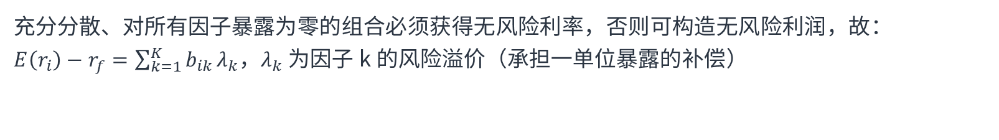 充分分散、对所有因子暴露为零的组合必须获得无风险利率，否则可构造无风险利润，故：
E(r_i) − r_f = ∑_{k=1}^{K} b_{ik} λ_k，λ_k 为因子 k 的风险溢价（承担一单位暴露的补偿）